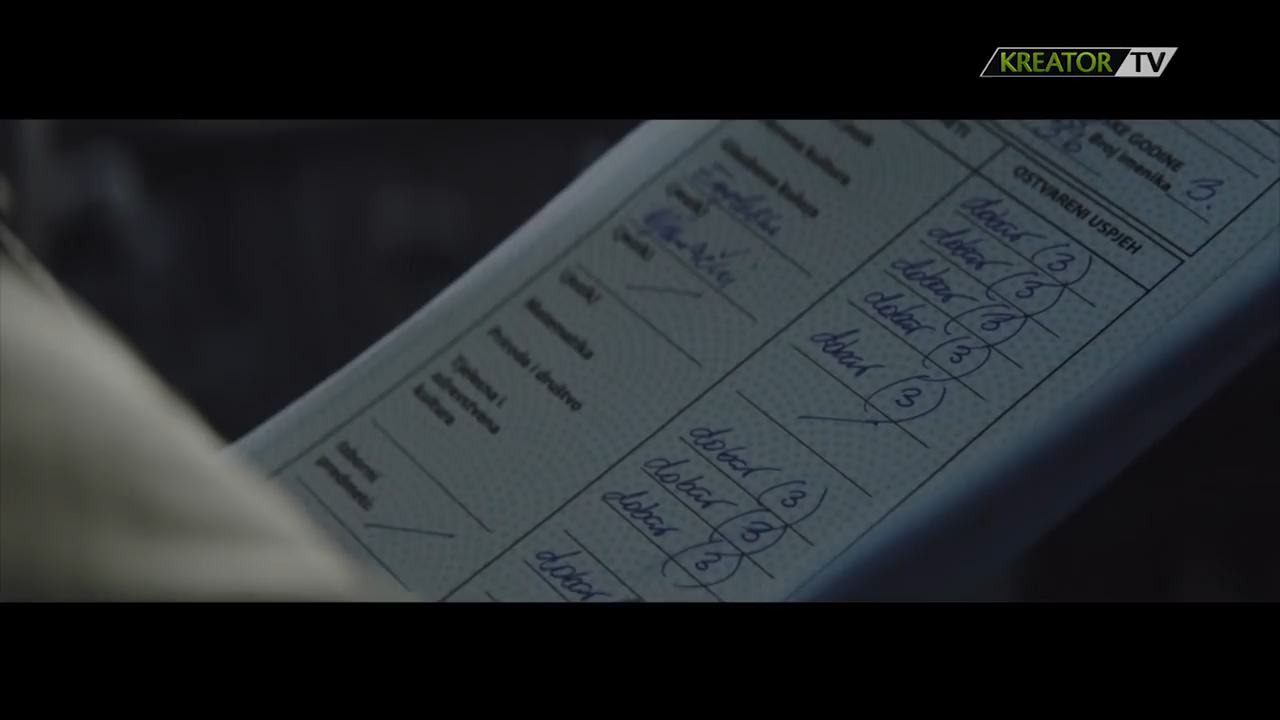 KREATOR TV
GODINE
Broj imenika 3.
OSTVARENI USPJEH
kultura
Glazbena kultura dobar (3)
dobar (3)
dobar (3)
dobar (3)
dobar (3)
Matematika dobar (3)
Priroda i društvo dobar (3)
Tjelesna i
zdravstvena
kultura dobar (3)
Izborni
predmeti
dobar